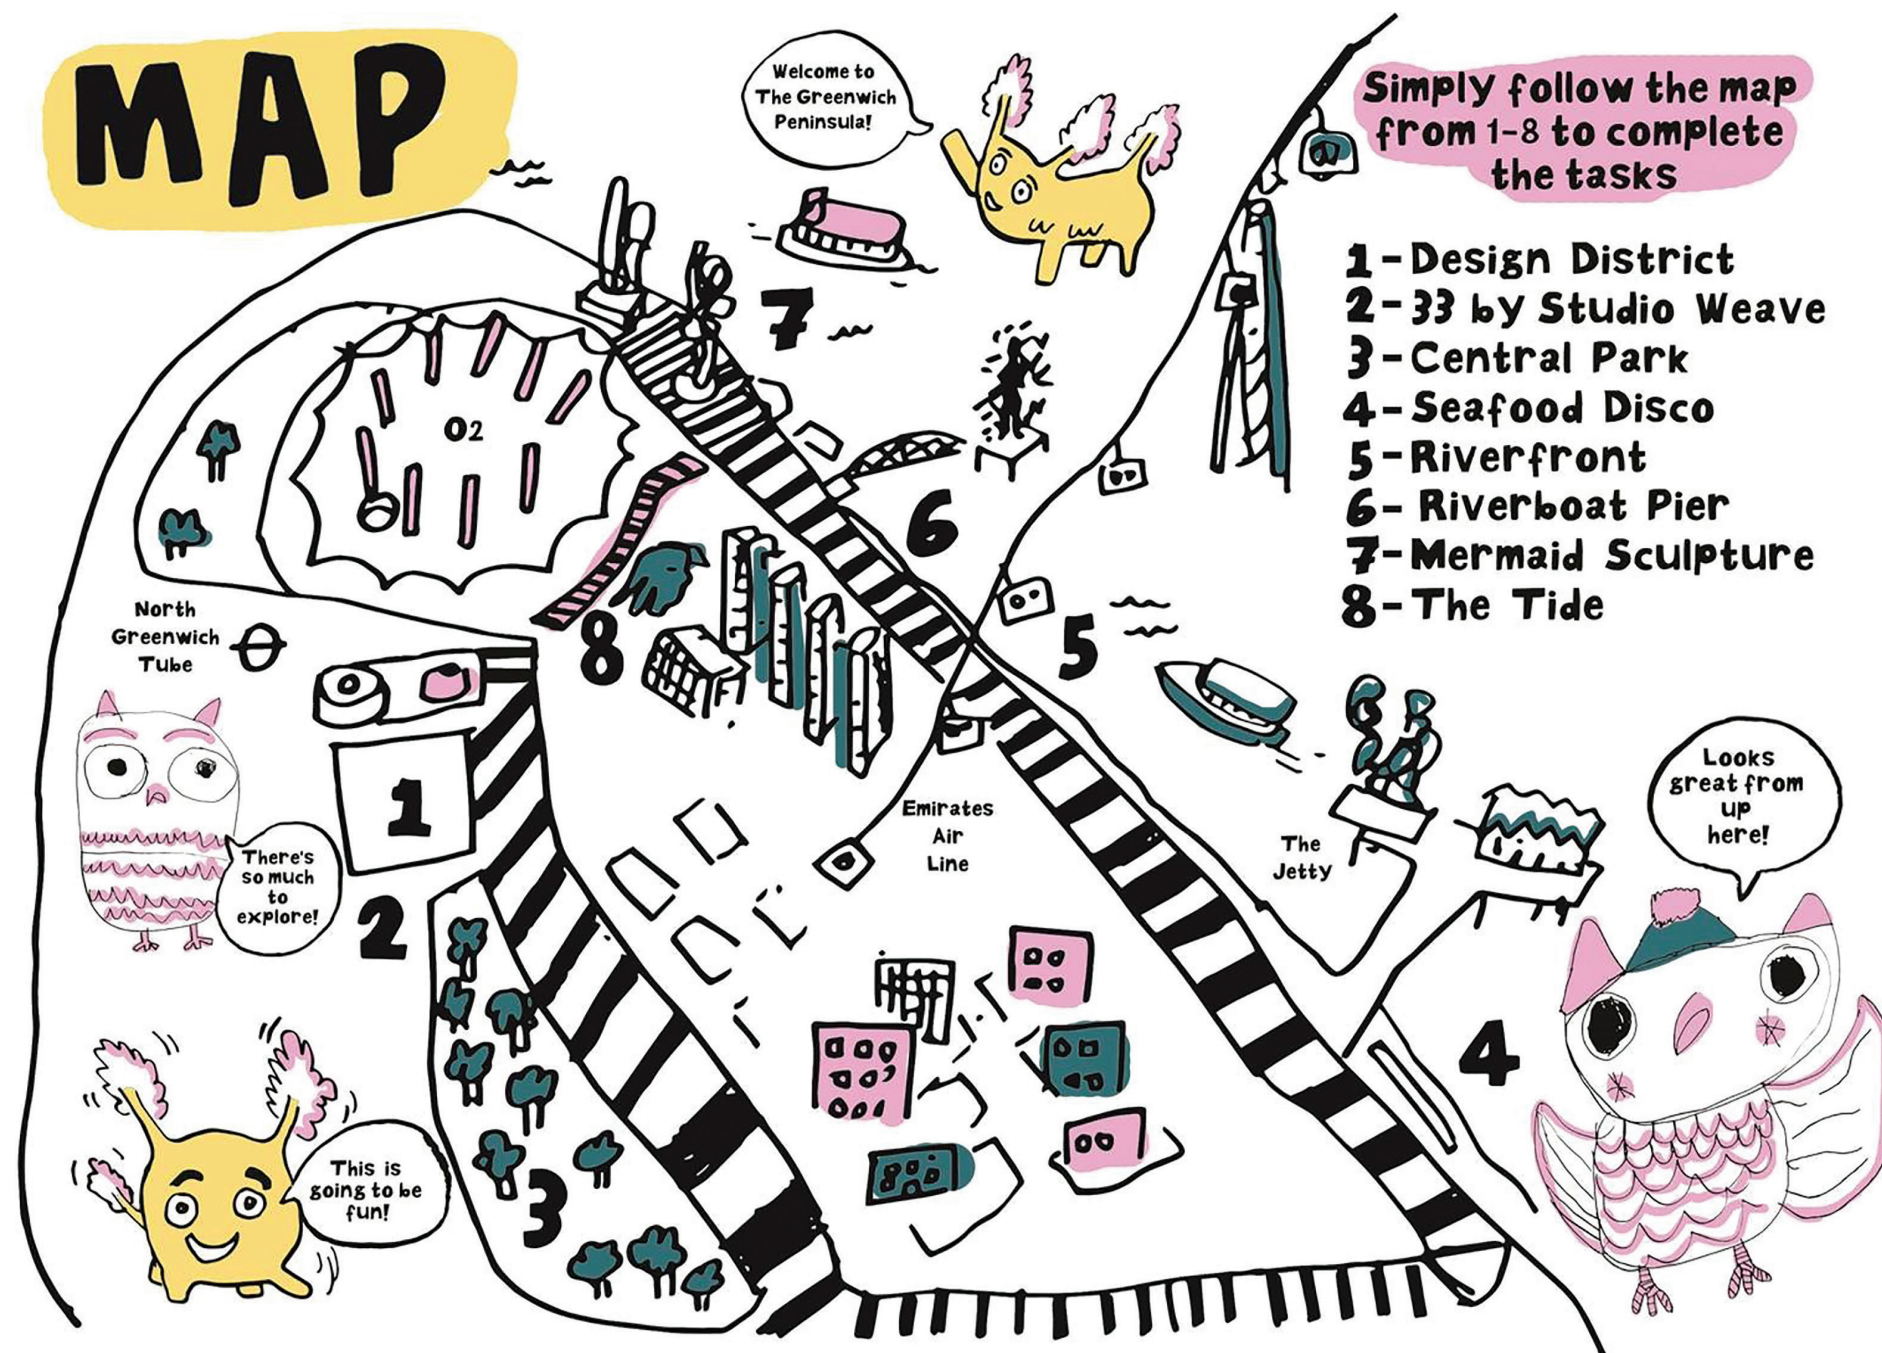 MAP
Welcome to
The Greenwich
Peninsula!
Simply follow the map
from 1-8 to complete
the tasks
1-Design District
2-33 by Studio Weave
3-Central Park
4-Seafood Disco
5-Riverfront
6- Riverboat Pier
7-Mermaid Sculpture
8-The Tide
7
O2
6
North
Greenwich
Tube
8
5
1
Emirates
Air
Line
The
Jetty
Looks
great from
up
here!
There's
so much
to
explore!
2
4
This is
going to be
fun!
3